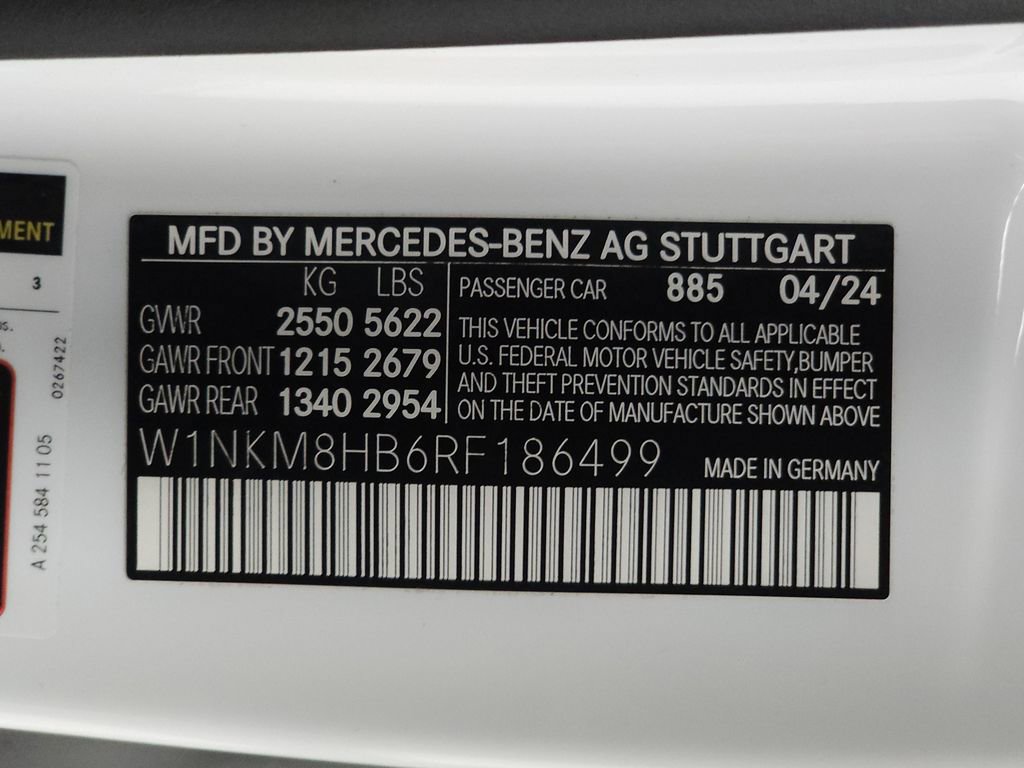 MENT
3
0267422
A 254 584 11 05
MFD BY MERCEDES-BENZ AG STUTTGART
KG LBS
GVWR 2550 5622
GAWR FRONT 1215 2679
GAWR REAR 1340 2954
PASSENGER CAR 885 04/24
THIS VEHICLE CONFORMS TO ALL APPLICABLE
U.S. FEDERAL MOTOR VEHICLE SAFETY,BUMPER
AND THEFT PREVENTION STANDARDS IN EFFECT
ON THE DATE OF MANUFACTURE SHOWN ABOVE
W1NKM8HB6RF186499
MADE IN GERMANY